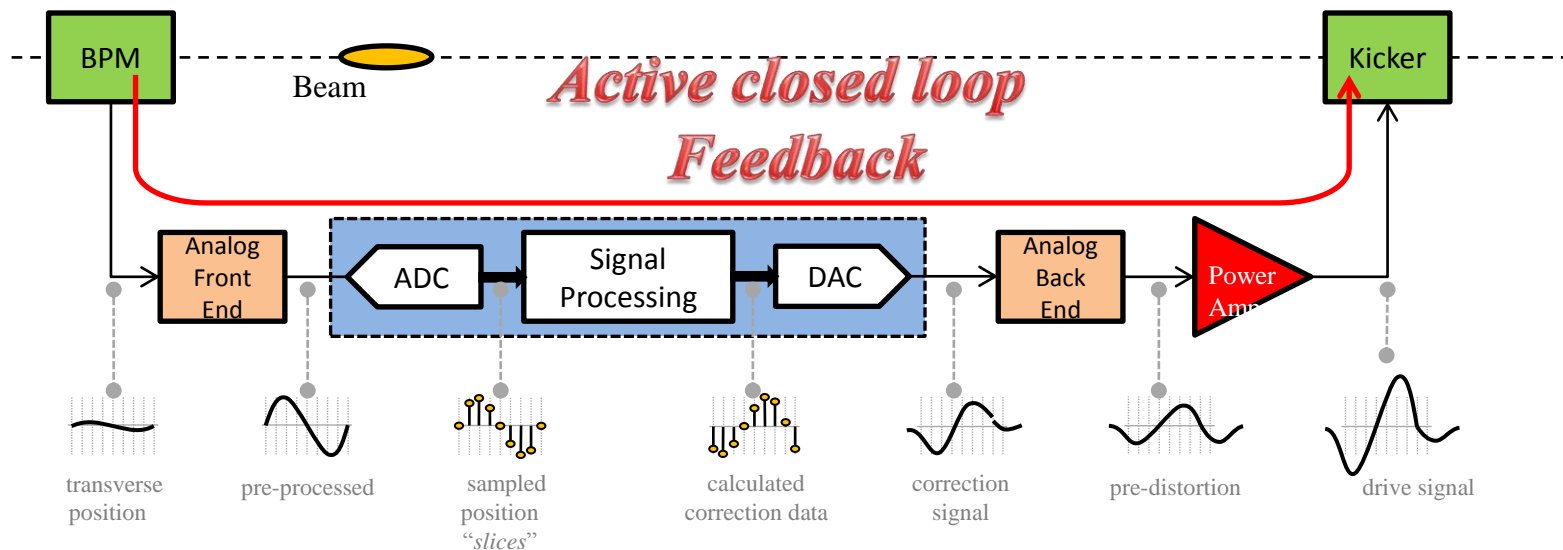 BPM
Beam
Active closed loop
Feedback
Kicker
Analog
Front
End
ADC
Signal
Processing
DAC
Analog
Back
End
Power
Amp
transverse
position
pre-processed
sampled
position
“slices”
calculated
correction data
correction
signal
pre-distortion
drive signal